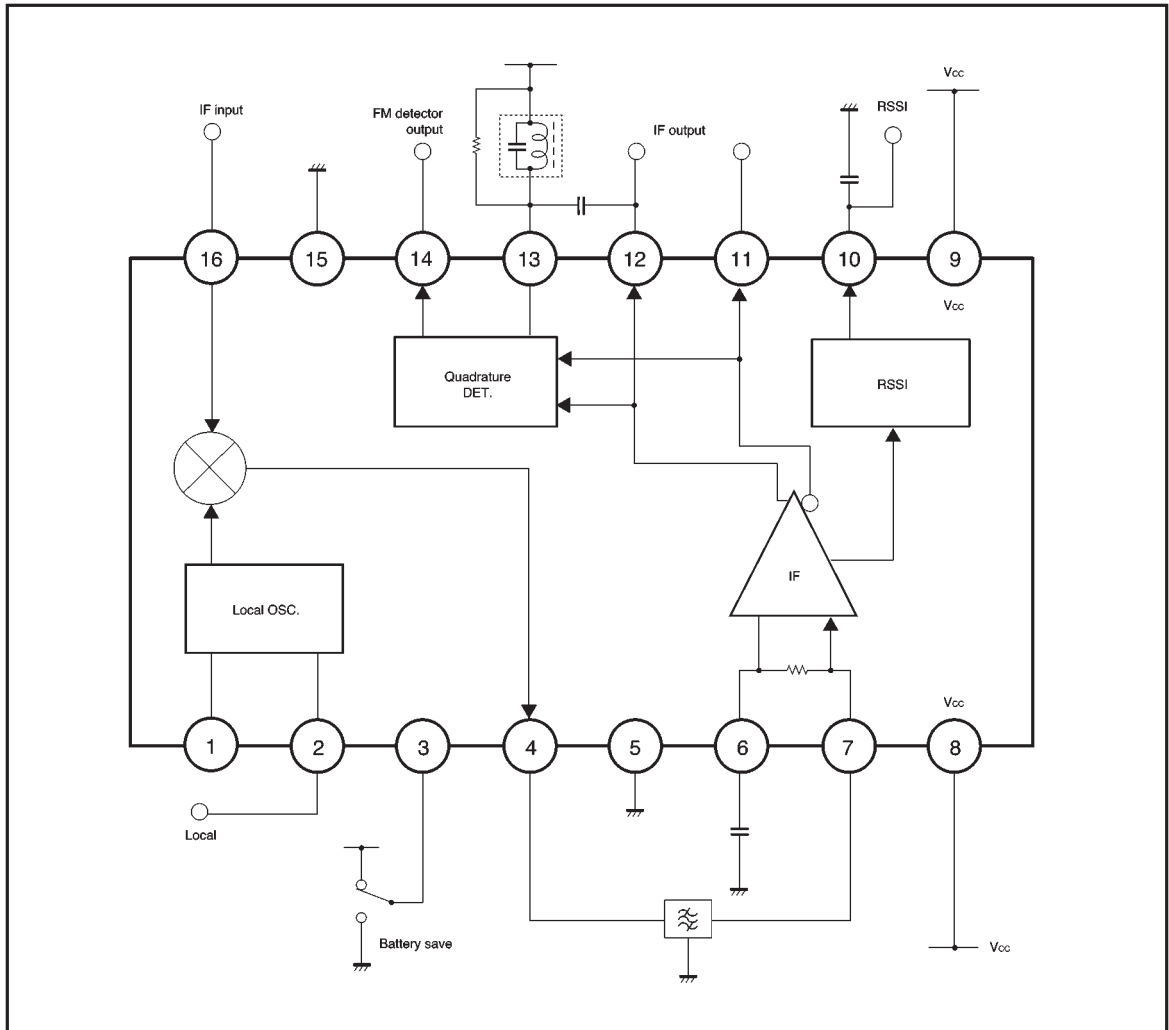 Vcc
IF input
FM detector
output
IF output
RSSI
16
15
14
13
12
11
10
9
Vcc
Quadrature
DET.
RSSI
IF
Local OSC.
Vcc
1
2
3
4
5
6
7
8
Local
Battery save
Vcc